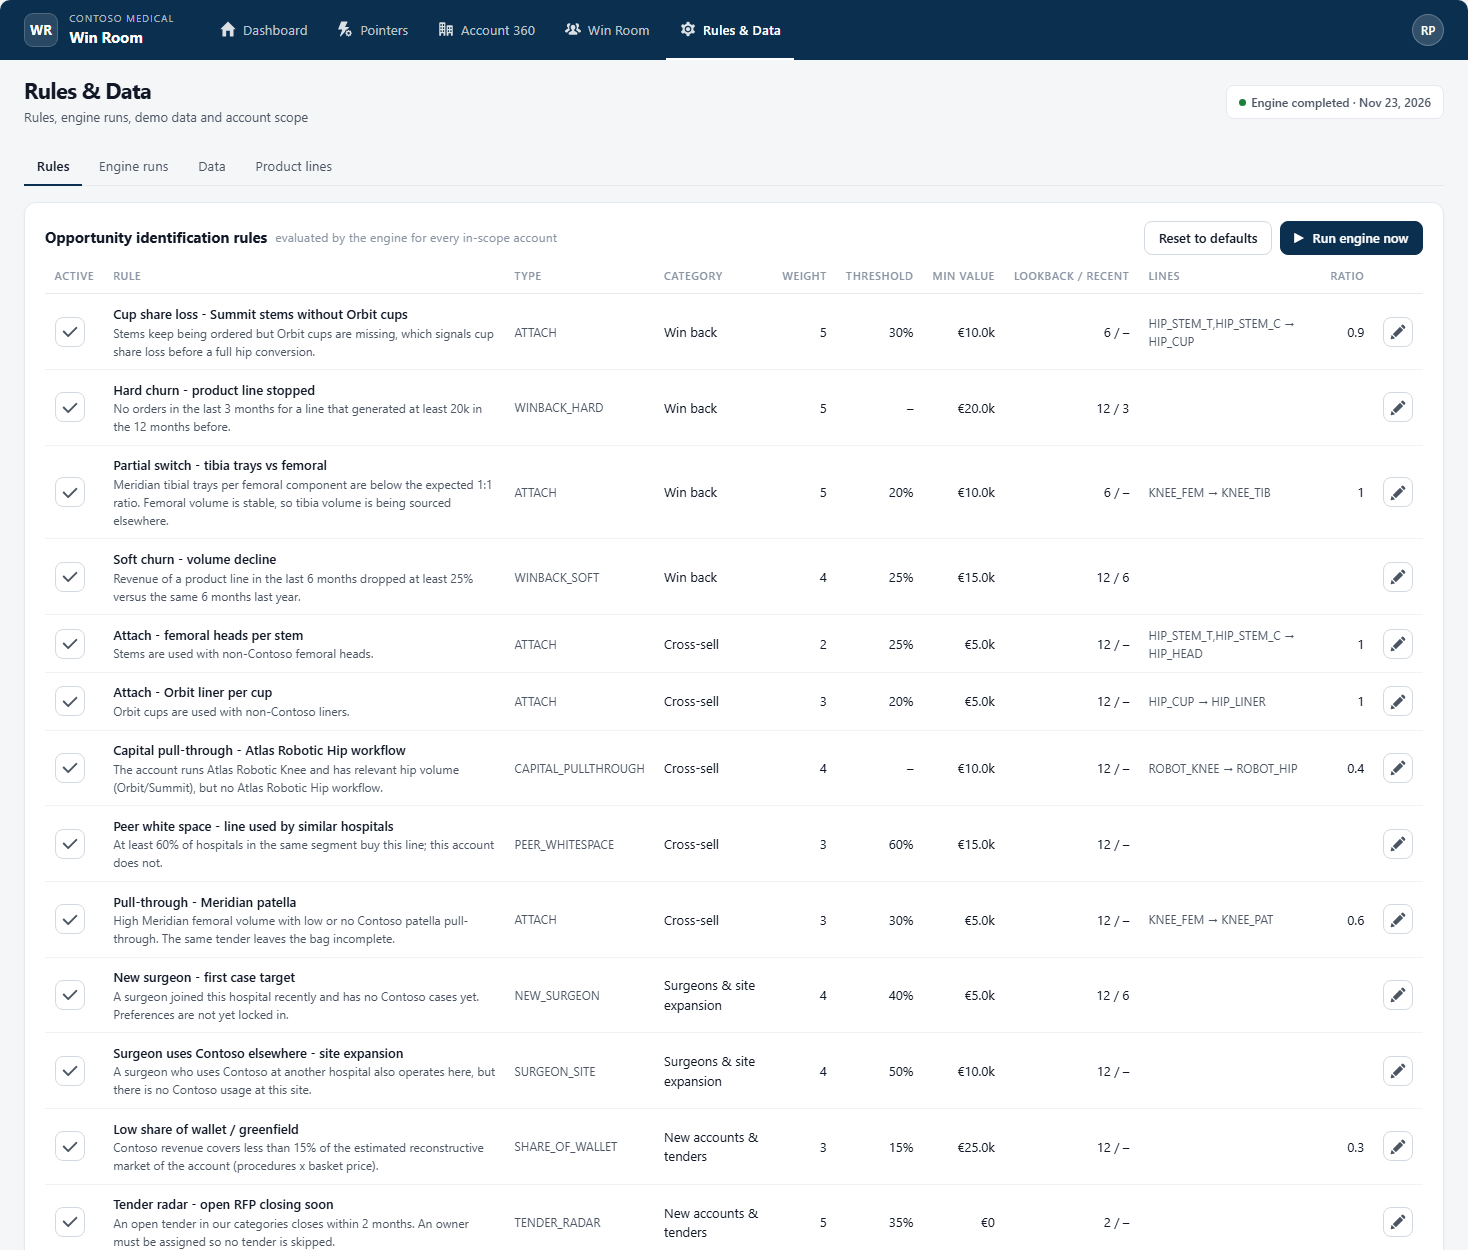 WR
CONTOSO MEDICAL
Win Room
Dashboard
Pointers
Account 360
Win Room
Rules & Data
RP
Rules & Data
Rules, engine runs, demo data and account scope
Engine completed · Nov 23, 2026
Rules
Engine runs
Data
Product lines
Opportunity identification rules
evaluated by the engine for every in-scope account
Reset to defaults
Run engine now
ACTIVE RULE TYPE CATEGORY WEIGHT THRESHOLD MIN VALUE LOOKBACK / RECENT LINES RATIO
Cup share loss - Summit stems without Orbit cups
Stems keep being ordered but Orbit cups are missing, which signals cup
share loss before a full hip conversion.
ATTACH Win back 5 30% €10.0k 6 / –
HIP_STEM_T,HIP_STEM_C →
HIP_CUP
0.9
Hard churn - product line stopped
No orders in the last 3 months for a line that generated at least 20k in
the 12 months before.
WINBACK_HARD Win back 5 – €20.0k 12 / 3
Partial switch - tibia trays vs femoral
Meridian tibial trays per femoral component are below the expected 1:1
ratio. Femoral volume is stable, so tibia volume is being sourced
elsewhere.
ATTACH Win back 5 20% €10.0k 6 / – KNEE_FEM → KNEE_TIB 1
Soft churn - volume decline
Revenue of a product line in the last 6 months dropped at least 25%
versus the same 6 months last year.
WINBACK_SOFT Win back 4 25% €15.0k 12 / 6
Attach - femoral heads per stem
Stems are used with non-Contoso femoral heads.
ATTACH Cross-sell 2 25% €5.0k 12 / –
HIP_STEM_T,HIP_STEM_C →
HIP_HEAD
1
Attach - Orbit liner per cup
Orbit cups are used with non-Contoso liners.
ATTACH Cross-sell 3 20% €5.0k 12 / – HIP_CUP → HIP_LINER 1
Capital pull-through - Atlas Robotic Hip workflow
The account runs Atlas Robotic Knee and has relevant hip volume
(Orbit/Summit), but no Atlas Robotic Hip workflow.
CAPITAL_PULLTHROUGH Cross-sell 4 – €10.0k 12 / – ROBOT_KNEE → ROBOT_HIP 0.4
Peer white space - line used by similar hospitals
At least 60% of hospitals in the same segment buy this line; this account
does not.
PEER_WHITESPACE Cross-sell 3 60% €15.0k 12 / –
Pull-through - Meridian patella
High Meridian femoral volume with low or no Contoso patella pull-
through. The same tender leaves the bag incomplete.
ATTACH Cross-sell 3 30% €5.0k 12 / – KNEE_FEM → KNEE_PAT 0.6
New surgeon - first case target
A surgeon joined this hospital recently and has no Contoso cases yet.
Preferences are not yet locked in.
NEW_SURGEON
Surgeons & site
expansion
4 40% €5.0k 12 / 6
Surgeon uses Contoso elsewhere - site expansion
A surgeon who uses Contoso at another hospital also operates here, but
there is no Contoso usage at this site.
SURGEON_SITE
Surgeons & site
expansion
4 50% €10.0k 12 / –
Low share of wallet / greenfield
Contoso revenue covers less than 15% of the estimated reconstructive
market of the account (procedures x basket price).
SHARE_OF_WALLET
New accounts &
tenders
3 15% €25.0k 12 / – 0.3
Tender radar - open RFP closing soon
An open tender in our categories closes within 2 months. An owner
must be assigned so no tender is skipped.
TENDER_RADAR
New accounts &
tenders
5 35% €0 2 / –